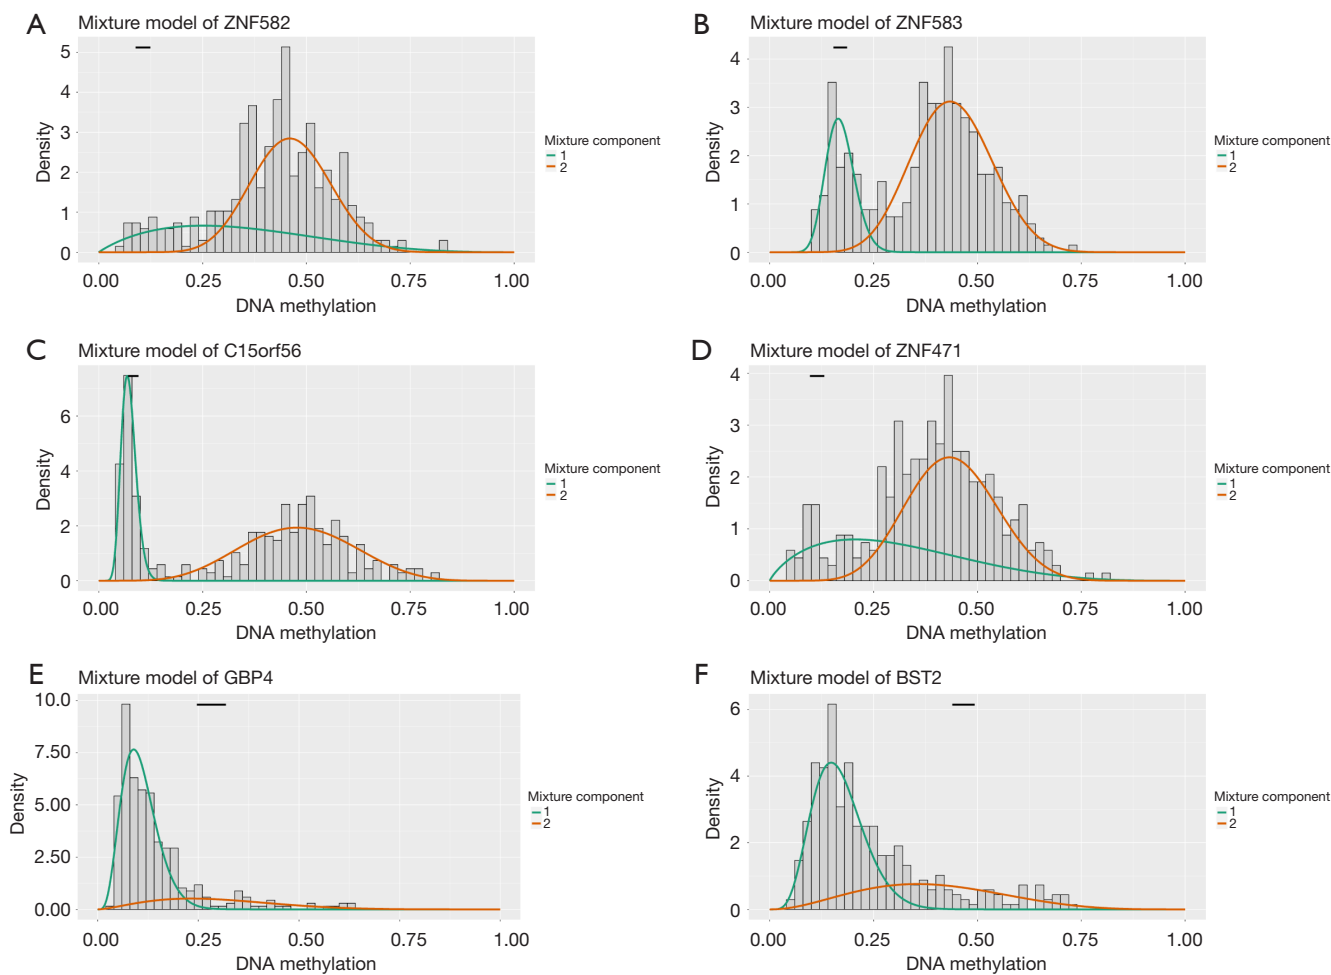 A
Mixture model of ZNF582
5
4
3
2
1
0
Density
0.00 0.25 0.50 0.75 1.00
DNA methylation
Mixture component
1
2
B
Mixture model of ZNF583
4
3
2
1
0
Density
0.00 0.25 0.50 0.75 1.00
DNA methylation
Mixture component
1
2
C
Mixture model of C15orf56
6
4
2
0
Density
0.00 0.25 0.50 0.75 1.00
DNA methylation
Mixture component
1
2
D
Mixture model of ZNF471
4
3
2
1
0
Density
0.00 0.25 0.50 0.75 1.00
DNA methylation
Mixture component
1
2
E
Mixture model of GBP4
10.0
7.50
5.00
2.50
0.00
Density
0.00 0.25 0.50 0.75 1.00
DNA methylation
Mixture component
1
2
F
Mixture model of BST2
6
4
2
0
Density
0.00 0.25 0.50 0.75 1.00
DNA methylation
Mixture component
1
2